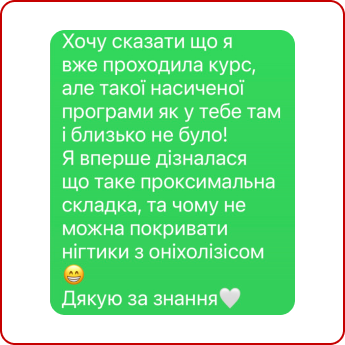 Хочу сказати що я
вже проходила курс,
але такої насиченої
програми як у тебе там
і близько не було!
Я вперше дізналася
що таке проксимальна
складка, та чому не
можна покривати
нігтики з оніхолізісом
😁
Дякую за знання🤍